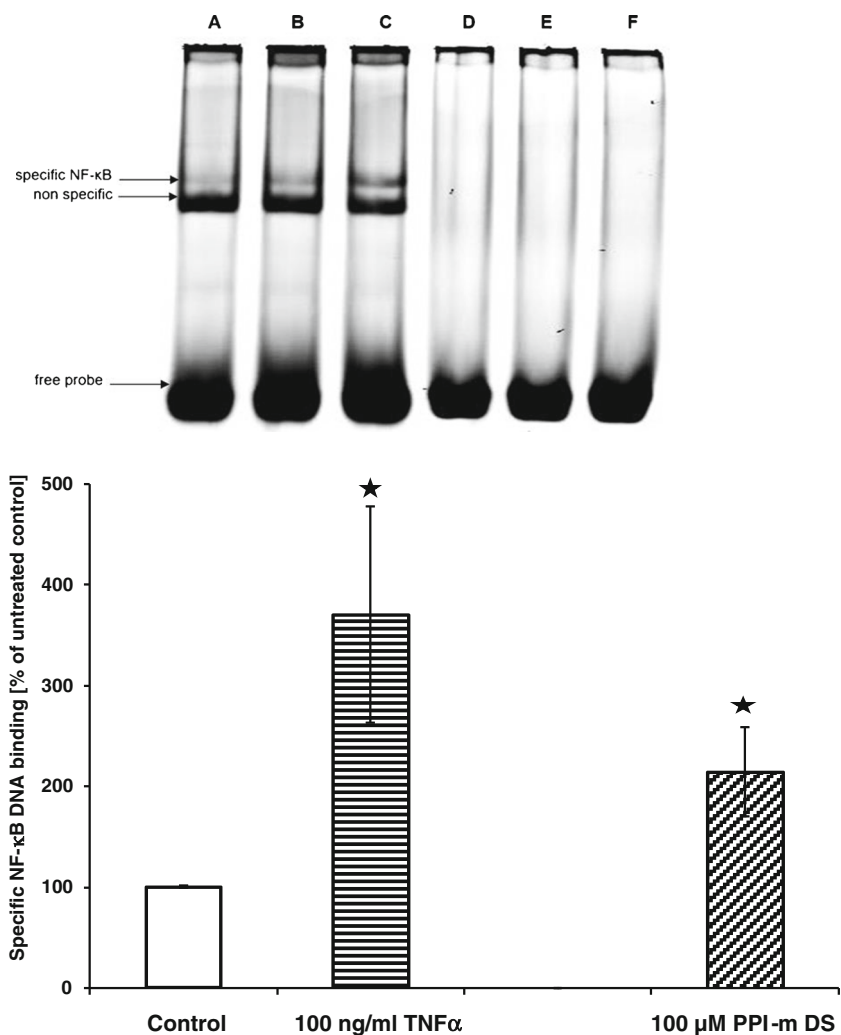 A B C D E F
specific NF-κB
non specific
free probe
Specific NF-κB DNA binding [% of untreated control]
500
400
300
200
100
0
Control 100 ng/ml TNFα 100 µM PPI-m DS